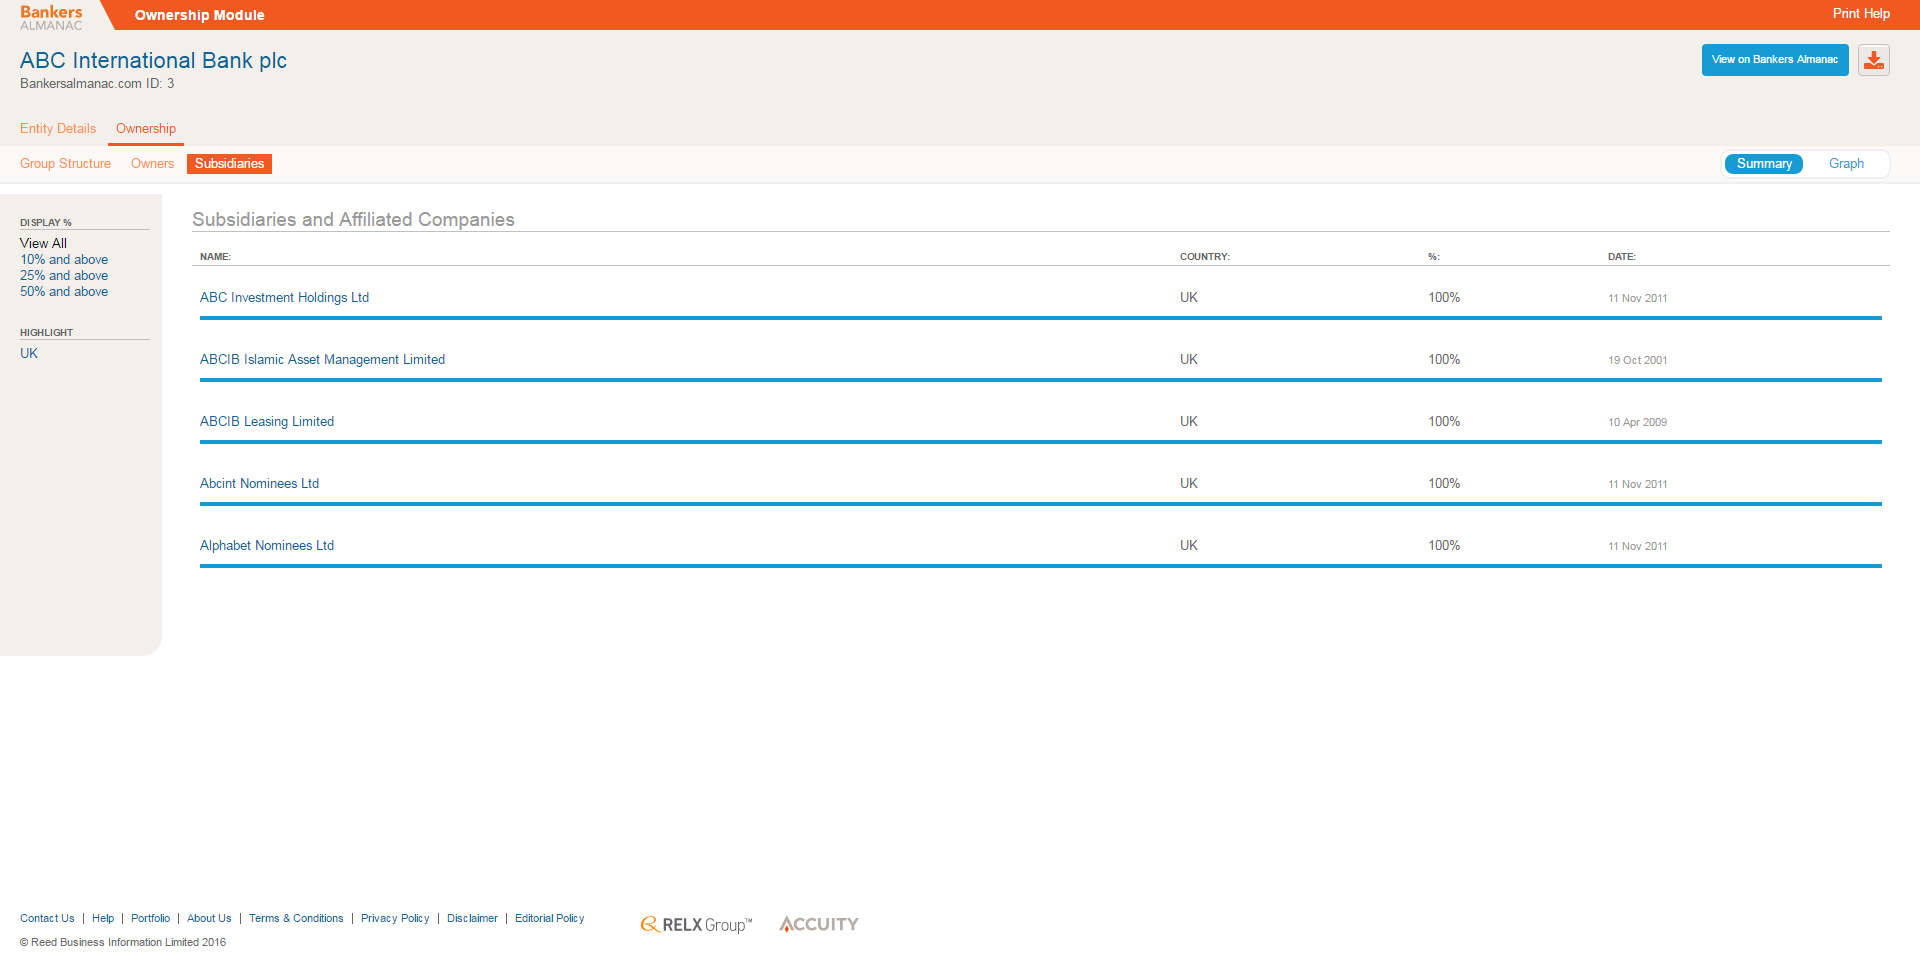 Bankers
ALMANAC
Ownership Module
Print Help
ABC International Bank plc
Bankersalmanac.com ID: 3
View on Bankers Almanac
Entity Details Ownership
Group Structure Owners Subsidiaries
Summary Graph
DISPLAY %
View All
10% and above
25% and above
50% and above
HIGHLIGHT
UK
Subsidiaries and Affiliated Companies
NAME: COUNTRY: %: DATE:
ABC Investment Holdings Ltd UK 100% 11 Nov 2011
ABCIB Islamic Asset Management Limited UK 100% 19 Oct 2001
ABCIB Leasing Limited UK 100% 10 Apr 2009
Abcint Nominees Ltd UK 100% 11 Nov 2011
Alphabet Nominees Ltd UK 100% 11 Nov 2011
Contact Us | Help | Portfolio | About Us | Terms & Conditions | Privacy Policy | Disclaimer | Editorial Policy
© Reed Business Information Limited 2016
RELX Group™
ACCUITY